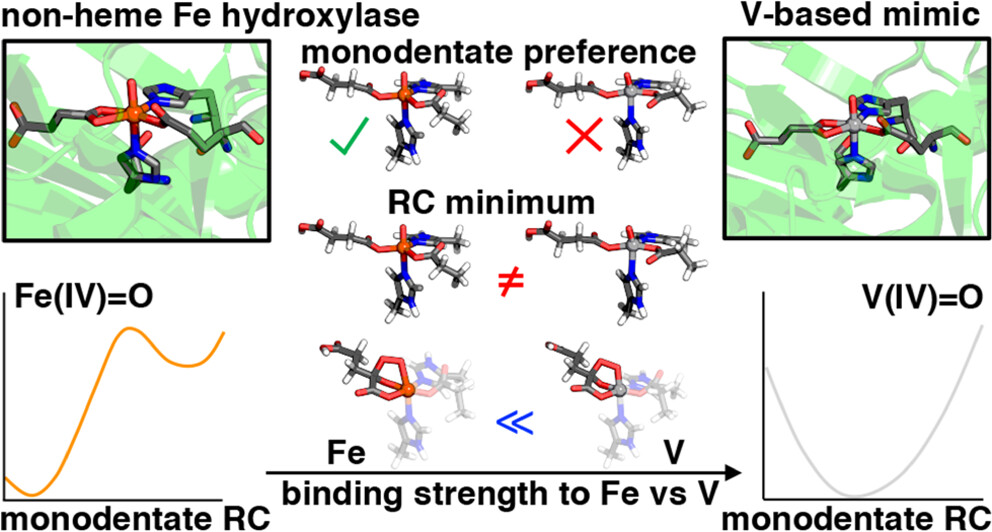 non-heme Fe hydroxylase
V-based mimic
monodentate preference
RC minimum
≠
Fe(IV)=O
V(IV)=O
≪
Fe
V
binding strength to Fe vs V
monodentate RC
monodentate RC